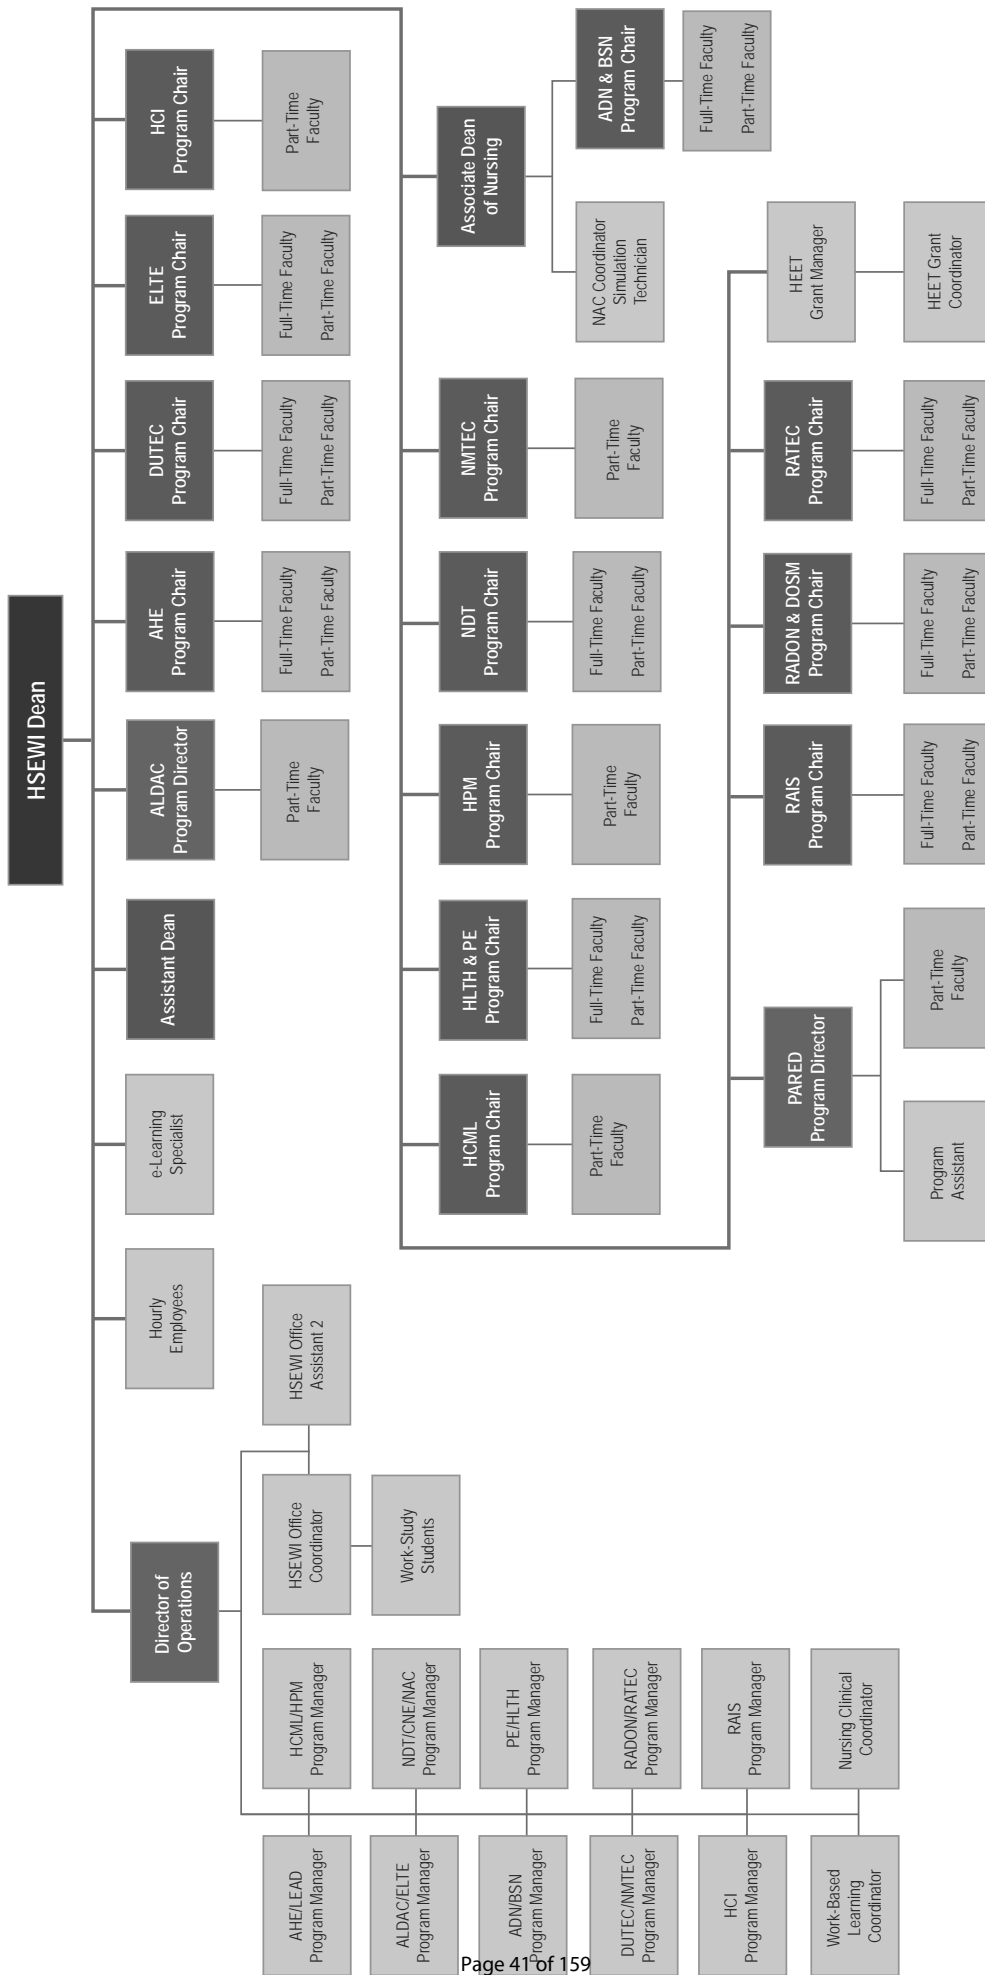 HSEWI Dean
Director of
Operations
Hourly
Employees
e-Learning
Specialist
Assistant Dean
ALDAC
Program Director
AHE
Program Chair
DUTEC
Program Chair
ELTE
Program Chair
HCI
Program Chair
AHE/LEAD
Program Manager
HCML/HPM
Program Manager
HSEWI Office
Coordinator
HSEWI Office
Assistant 2
Part-Time
Faculty
Full-Time Faculty
Part-Time Faculty
Full-Time Faculty
Part-Time Faculty
Full-Time Faculty
Part-Time Faculty
Part-Time
Faculty
ALDAC/ELTE
Program Manager
NDT/CNE/NAC
Program Manager
Work-Study
Students
ADN/BSN
Program Manager
PE/HLTH
Program Manager
DUTEC/NMTEC
Program Manager
RADON/RATEC
Program Manager
HCI
Program Manager
RAIS
Program Manager
Work-Based
Learning
Coordinator
Nursing Clinical
Coordinator
HCML
Program Chair
HLTH & PE
Program Chair
HPM
Program Chair
NDT
Program Chair
NMTEC
Program Chair
Associate Dean
of Nursing
Part-Time
Faculty
Full-Time Faculty
Part-Time Faculty
Part-Time
Faculty
Full-Time Faculty
Part-Time Faculty
Part-Time
Faculty
NAC Coordinator
Simulation
Technician
ADN & BSN
Program Chair
Full-Time Faculty
Part-Time Faculty
PARED
Program Director
RAIS
Program Chair
RADON & DOSM
Program Chair
RATEC
Program Chair
HEET
Grant Manager
Program
Assistant
Part-Time
Faculty
Full-Time Faculty
Part-Time Faculty
Full-Time Faculty
Part-Time Faculty
Full-Time Faculty
Part-Time Faculty
HEET Grant
Coordinator
Page 41 of 159